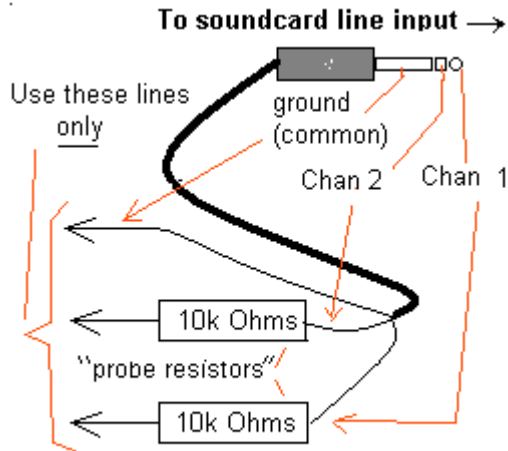 To soundcard line input
Use these lines
only
ground
(common)
Chan 2
Chan 1
10k Ohms
"probe resistors"
10k Ohms